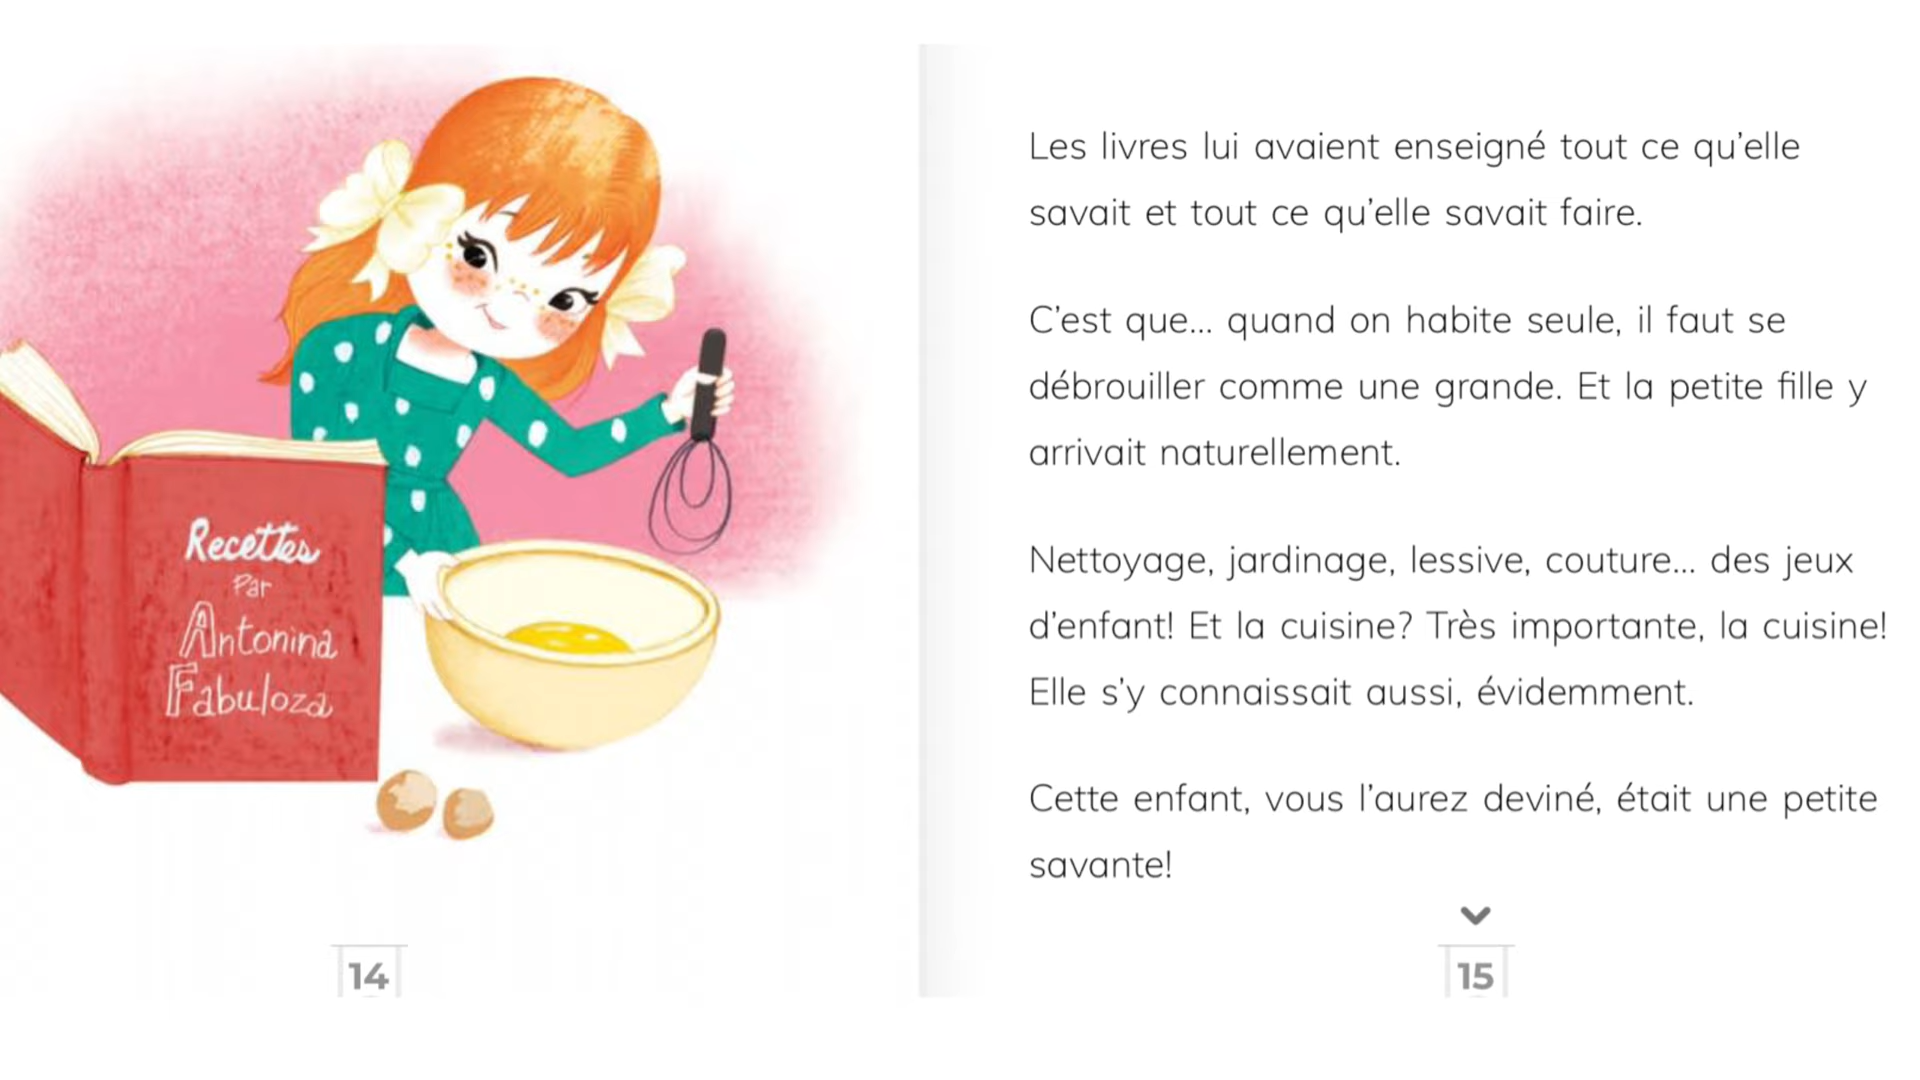 Recettes
Par
Antonina
Fabuloza
14
Les livres lui avaient enseigné tout ce qu’elle
savait et tout ce qu’elle savait faire.
C’est que... quand on habite seule, il faut se
débrouiller comme une grande. Et la petite fille y
arrivait naturellement.
Nettoyage, jardinage, lessive, couture... des jeux
d’enfant! Et la cuisine? Très importante, la cuisine!
Elle s’y connaissait aussi, évidemment.
Cette enfant, vous l’aurez deviné, était une petite
savante!
15